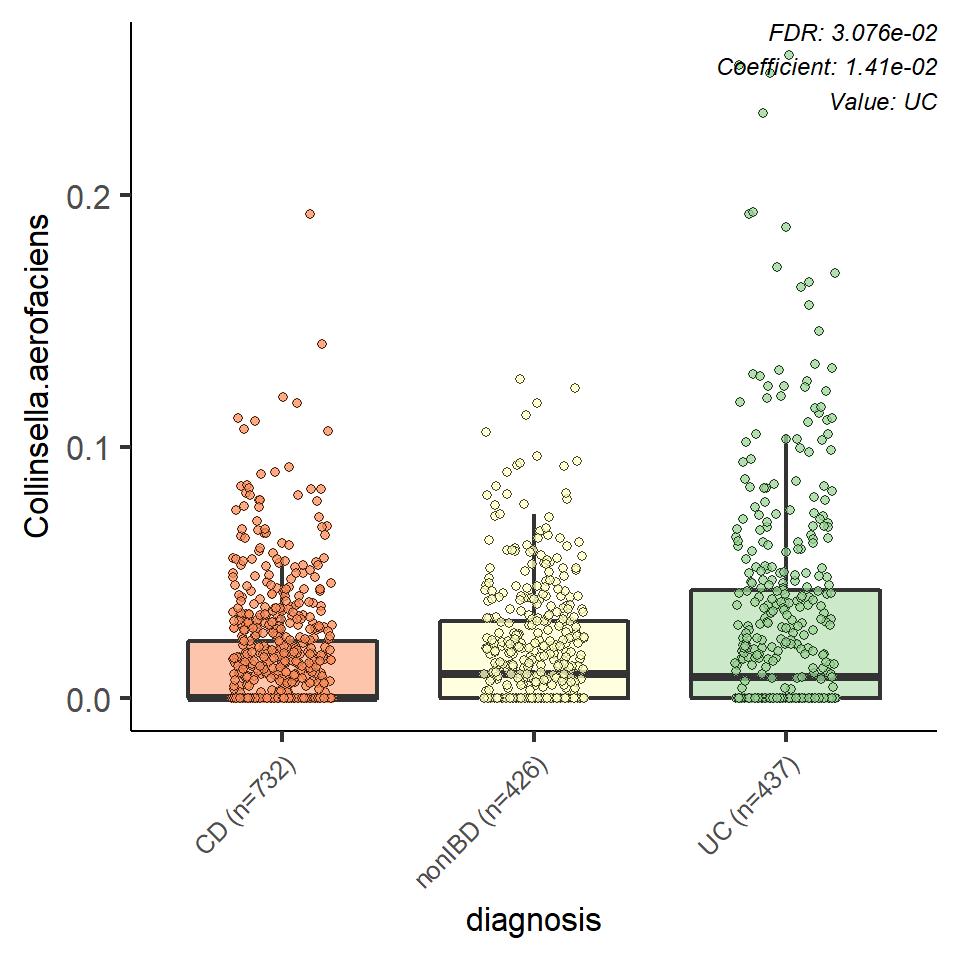 FDR: 3.076e-02
Coefficient: 1.41e-02
Value: UC
Collinsella.aerofaciens
0.2
0.1
0.0
CD (n=732)
nonIBD (n=426)
UC (n=437)
diagnosis